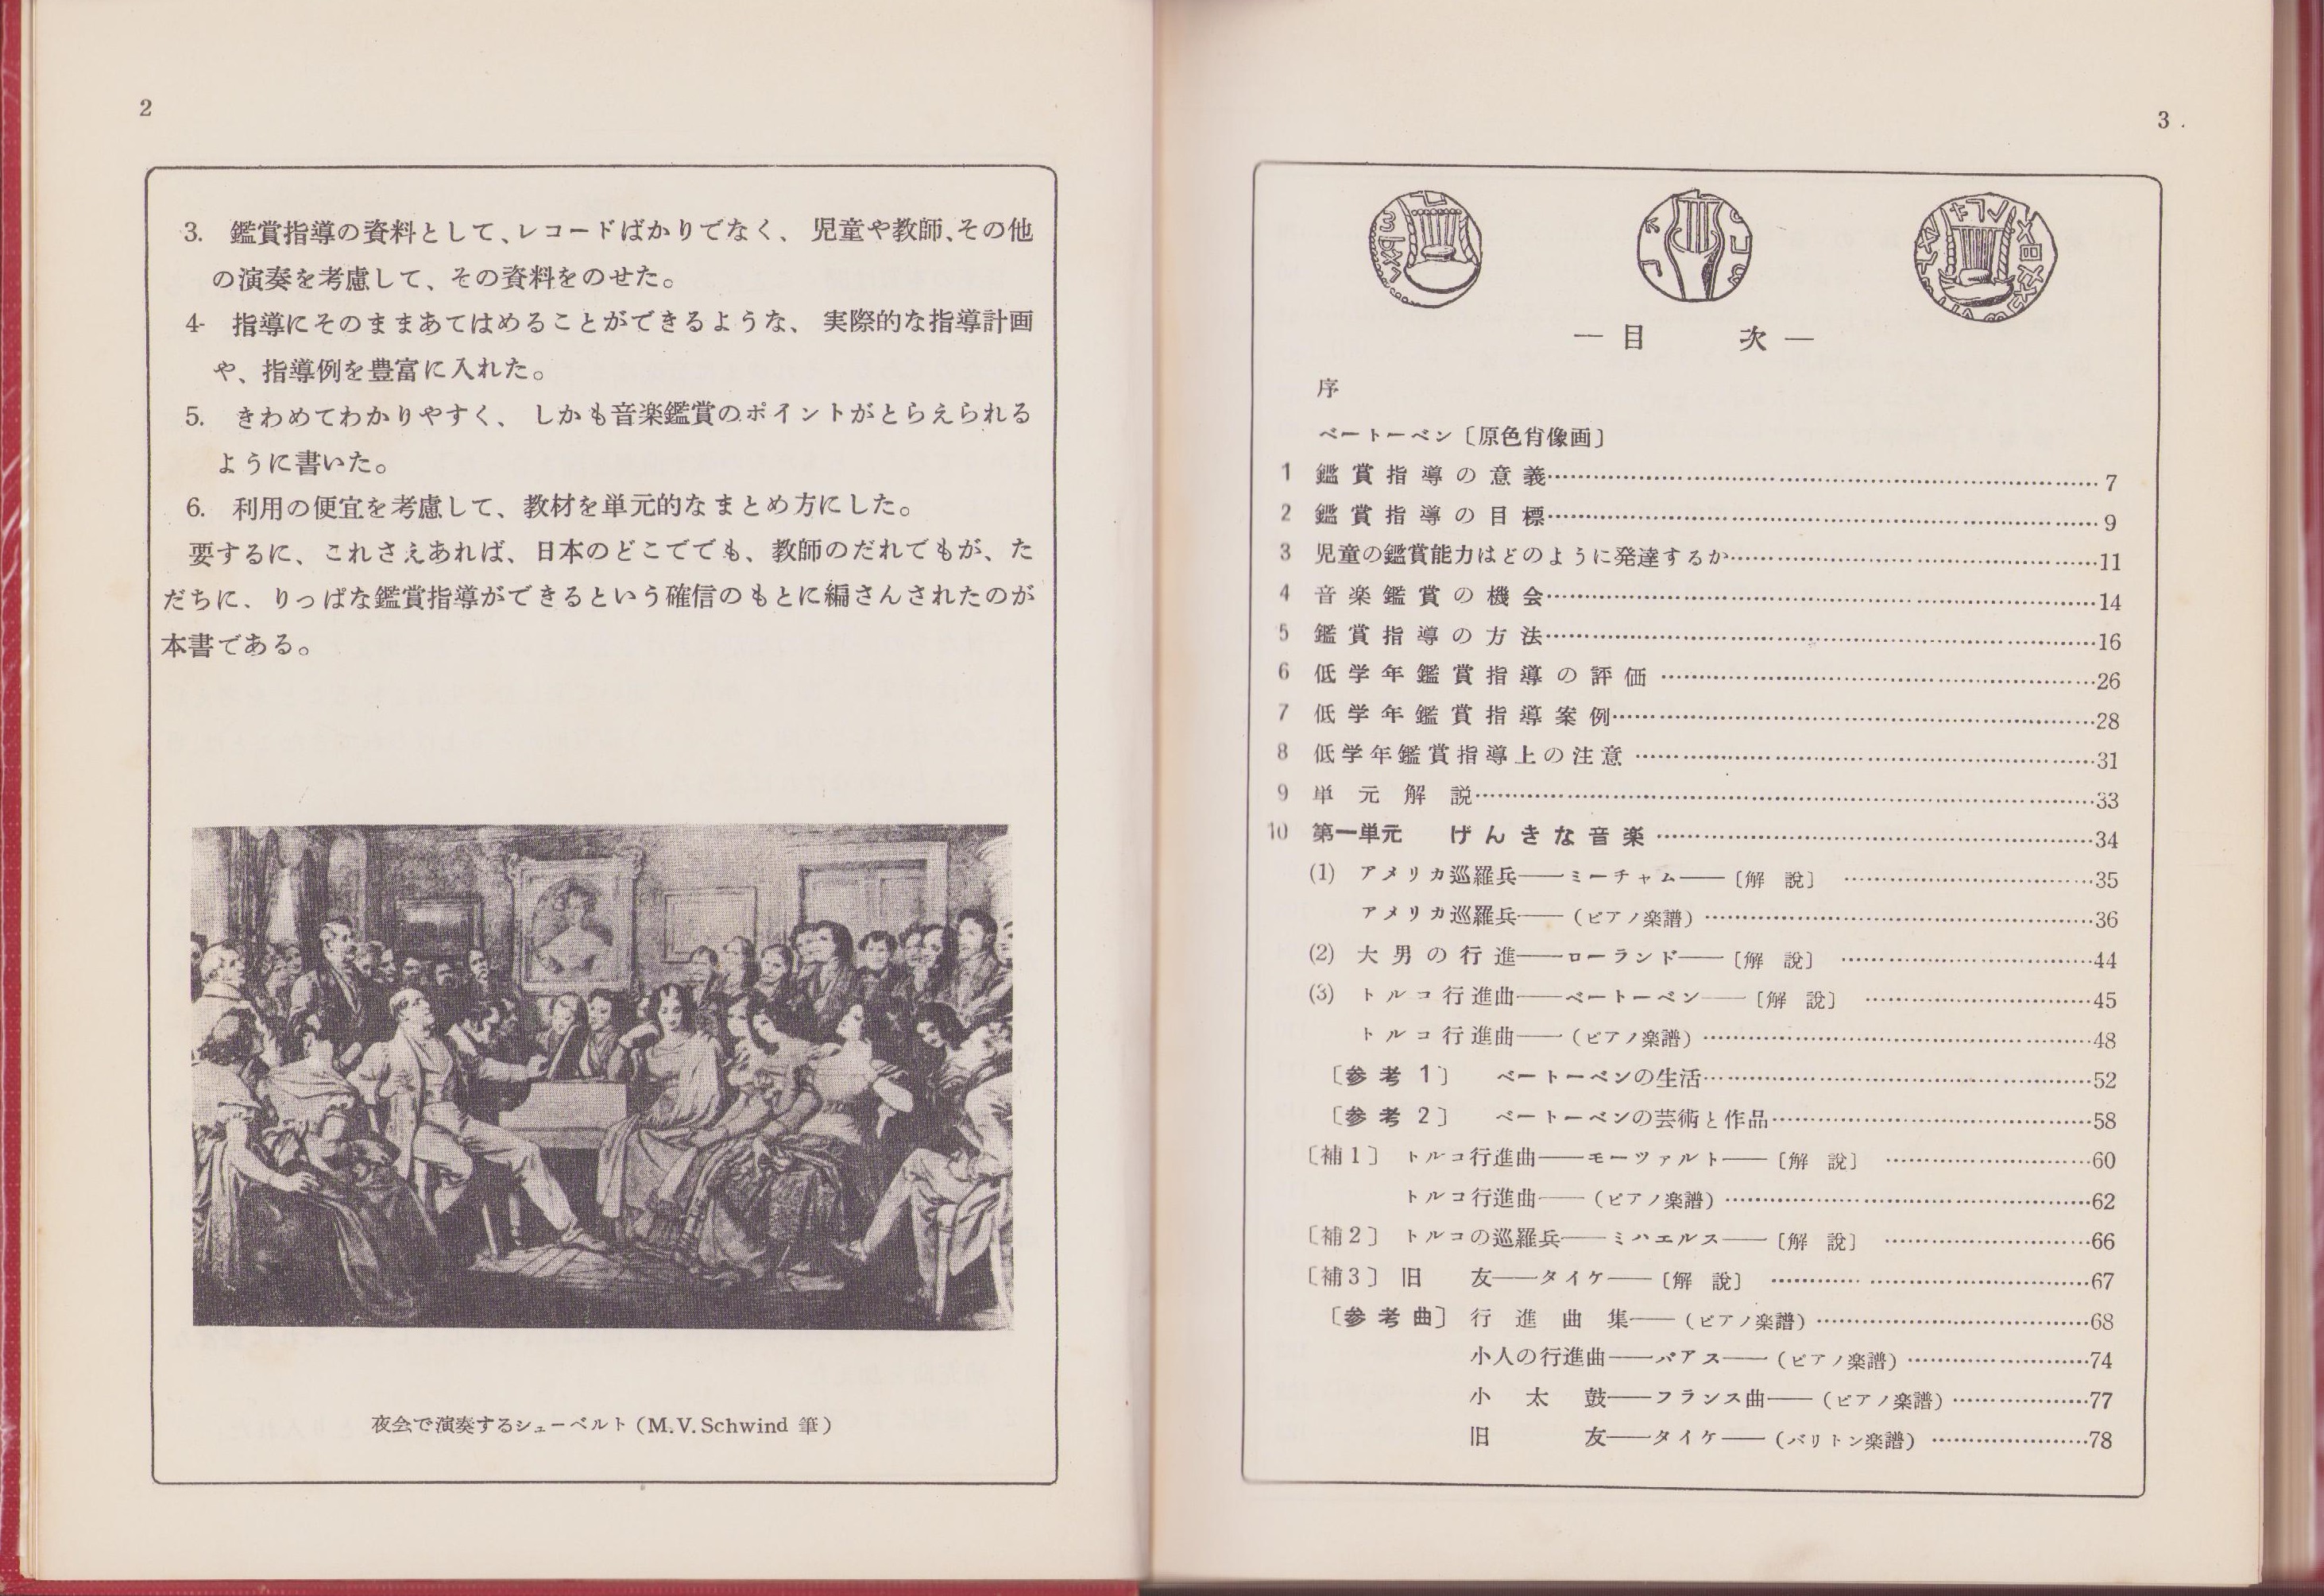 2
3. 鑑賞指導の資料として、レコードばかりでなく、児童や教師、その他
の演奏を考慮して、その資料をのせた。
4- 指導にそのままあてはめることができるような、実際的な指導計画
や、指導例を豊富に入れた。
5. きわめてわかりやすく、しかも音楽鑑賞のポイントがとらえられる
ように書いた。
6. 利用の便宜を考慮して、教材を単元的なまとめ方にした。
要するに、これさえあれば、日本のどこででも、教師のだれでもが、た
だちに、りっぱな鑑賞指導ができるという確信のもとに編さんされたのが
本書である。
夜会で演奏するシューベルト（M.V.Schwind 筆）
3
―目　次―
序
ベートーベン〔原色肖像画〕
1 鑑賞指導の意義……7
2 鑑賞指導の目標……9
3 児童の鑑賞能力はどのように発達するか……11
4 音楽鑑賞の機会……14
5 鑑賞指導の方法……16
6 低学年鑑賞指導の評価……26
7 低学年鑑賞指導案例……28
8 低学年鑑賞指導上の注意……31
9 単元解説……33
10 第一単元　げんきな音楽……34
(1) アメリカ巡羅兵――ミーチャム――〔解説〕……35
アメリカ巡羅兵――（ピアノ楽譜）……36
(2) 大男の行進――ローランド――〔解説〕……44
(3) トルコ行進曲――ベートーベン――〔解説〕……45
トルコ行進曲――（ピアノ楽譜）……48
〔参考1〕　ベートーベンの生活……52
〔参考2〕　ベートーベンの芸術と作品……58
〔補1〕トルコ行進曲――モーツァルト――〔解説〕……60
トルコ行進曲――（ピアノ楽譜）……62
〔補2〕トルコの巡羅兵――ミハエルス――〔解説〕……66
〔補3〕旧友――タイケ――〔解説〕……67
〔参考曲〕行進曲集――（ピアノ楽譜）……68
小人の行進曲――バアス――（ピアノ楽譜）……74
小太鼓――フランス曲――（ピアノ楽譜）……77
旧友――タイケ――（バリトン楽譜）……78